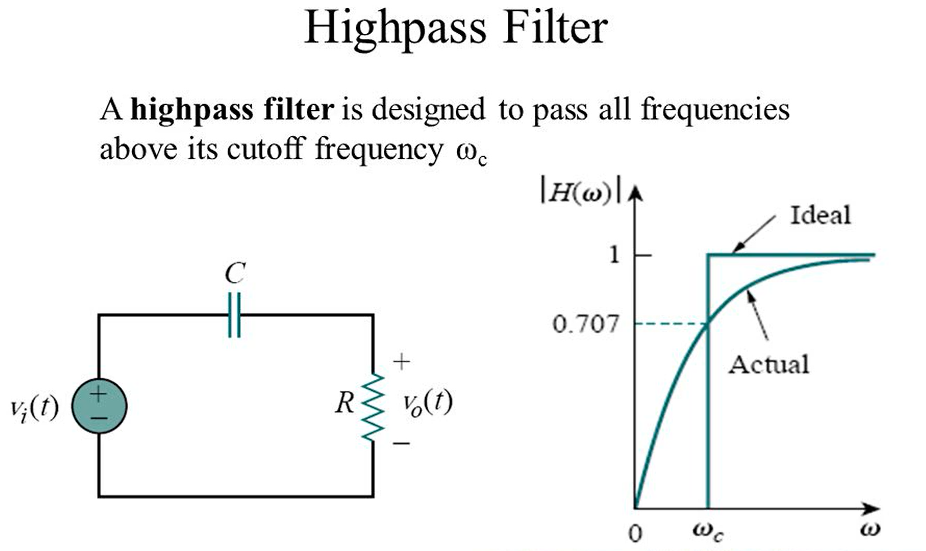 Highpass Filter
A highpass filter is designed to pass all frequencies
above its cutoff frequency ωc
|H(ω)|
Ideal
1
0.707
Actual
0
ωc
ω
C
vi(t)
+
−
R
+
vo(t)
−